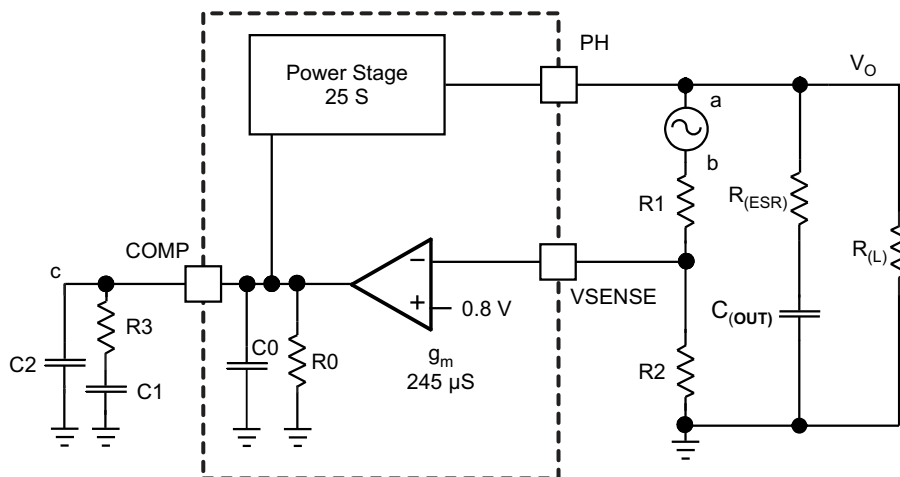 PH
Power Stage
25 S
V_O
a
b
R1
R_(ESR)
R_(L)
COMP
VSENSE
c
R3
C2
C1
C0
R0
−
+
0.8 V
g_m
245 µS
R2
C_(OUT)